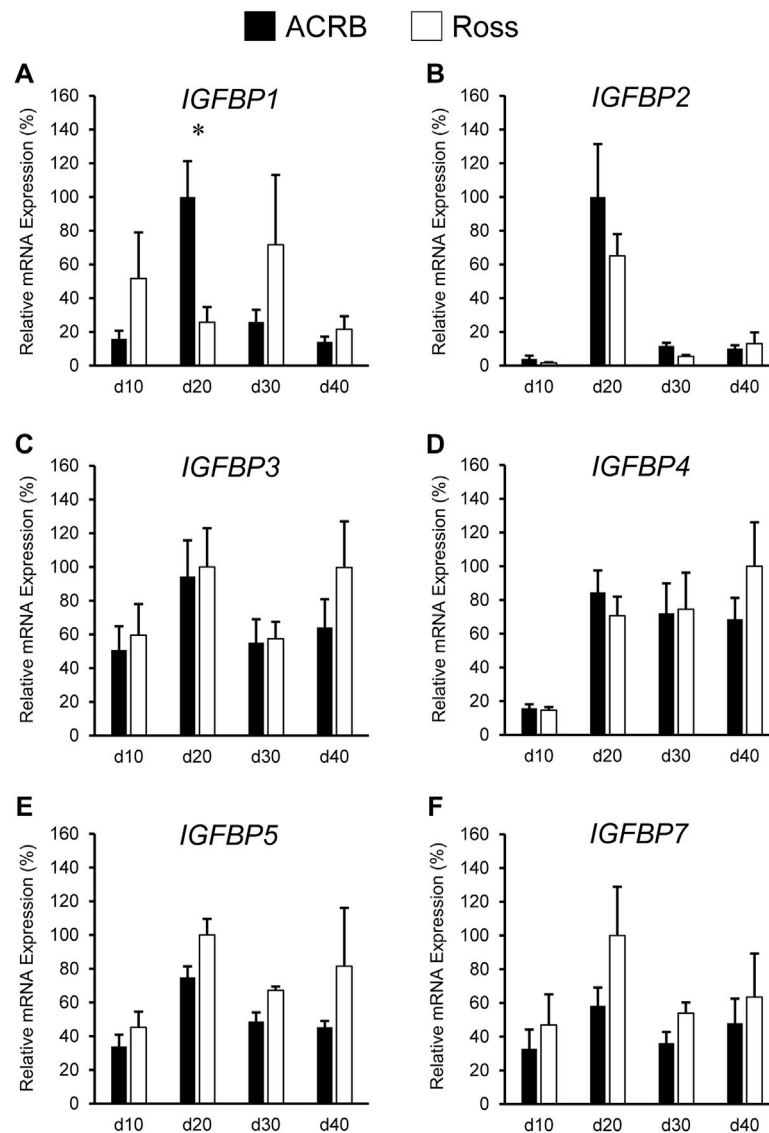 ACRB Ross
A
IGFBP1
Relative mRNA Expression (%)
160
140
120
100
80
60
40
20
0
*
d10 d20 d30 d40
B
IGFBP2
Relative mRNA Expression (%)
160
140
120
100
80
60
40
20
0
d10 d20 d30 d40
C
IGFBP3
Relative mRNA Expression (%)
160
140
120
100
80
60
40
20
0
d10 d20 d30 d40
D
IGFBP4
Relative mRNA Expression (%)
160
140
120
100
80
60
40
20
0
d10 d20 d30 d40
E
IGFBP5
Relative mRNA Expression (%)
160
140
120
100
80
60
40
20
0
d10 d20 d30 d40
F
IGFBP7
Relative mRNA Expression (%)
160
140
120
100
80
60
40
20
0
d10 d20 d30 d40